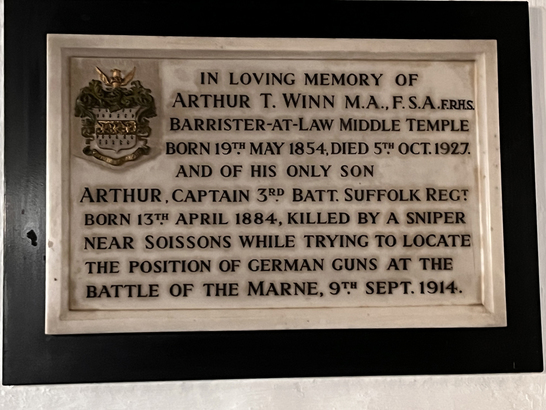 IN LOVING MEMORY OF
ARTHUR T. WINN M.A., F.S.A. F.R.H.S.
BARRISTER-AT-LAW MIDDLE TEMPLE
BORN 19TH MAY 1854, DIED 5TH OCT. 1927.
AND OF HIS ONLY SON
ARTHUR, CAPTAIN 3RD BATT. SUFFOLK REGT
BORN 13TH APRIL 1884, KILLED BY A SNIPER
NEAR SOISSONS WHILE TRYING TO LOCATE
THE POSITION OF GERMAN GUNS AT THE
BATTLE OF THE MARNE, 9TH SEPT. 1914.